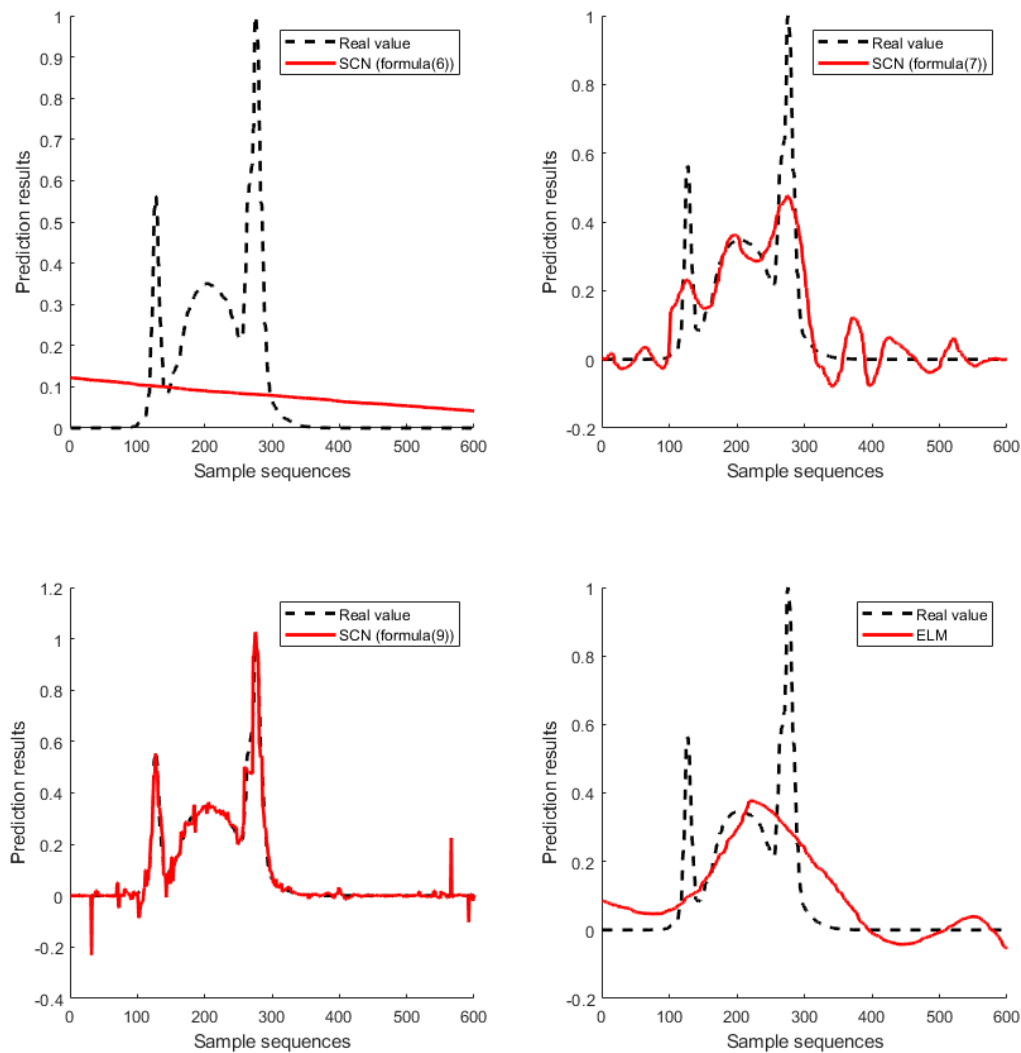 1
0.9
0.8
0.7
0.6
0.5
0.4
0.3
0.2
0.1
0
Prediction results
Real value
SCN (formula(6))
0 100 200 300 400 500 600
Sample sequences
1
0.8
0.6
0.4
0.2
0
-0.2
Prediction results
Real value
SCN (formula(7))
0 100 200 300 400 500 600
Sample sequences
1.2
1
0.8
0.6
0.4
0.2
0
-0.2
-0.4
Prediction results
Real value
SCN (formula(9))
0 100 200 300 400 500 600
Sample sequences
1
0.8
0.6
0.4
0.2
0
-0.2
Prediction results
Real value
ELM
0 100 200 300 400 500 600
Sample sequences